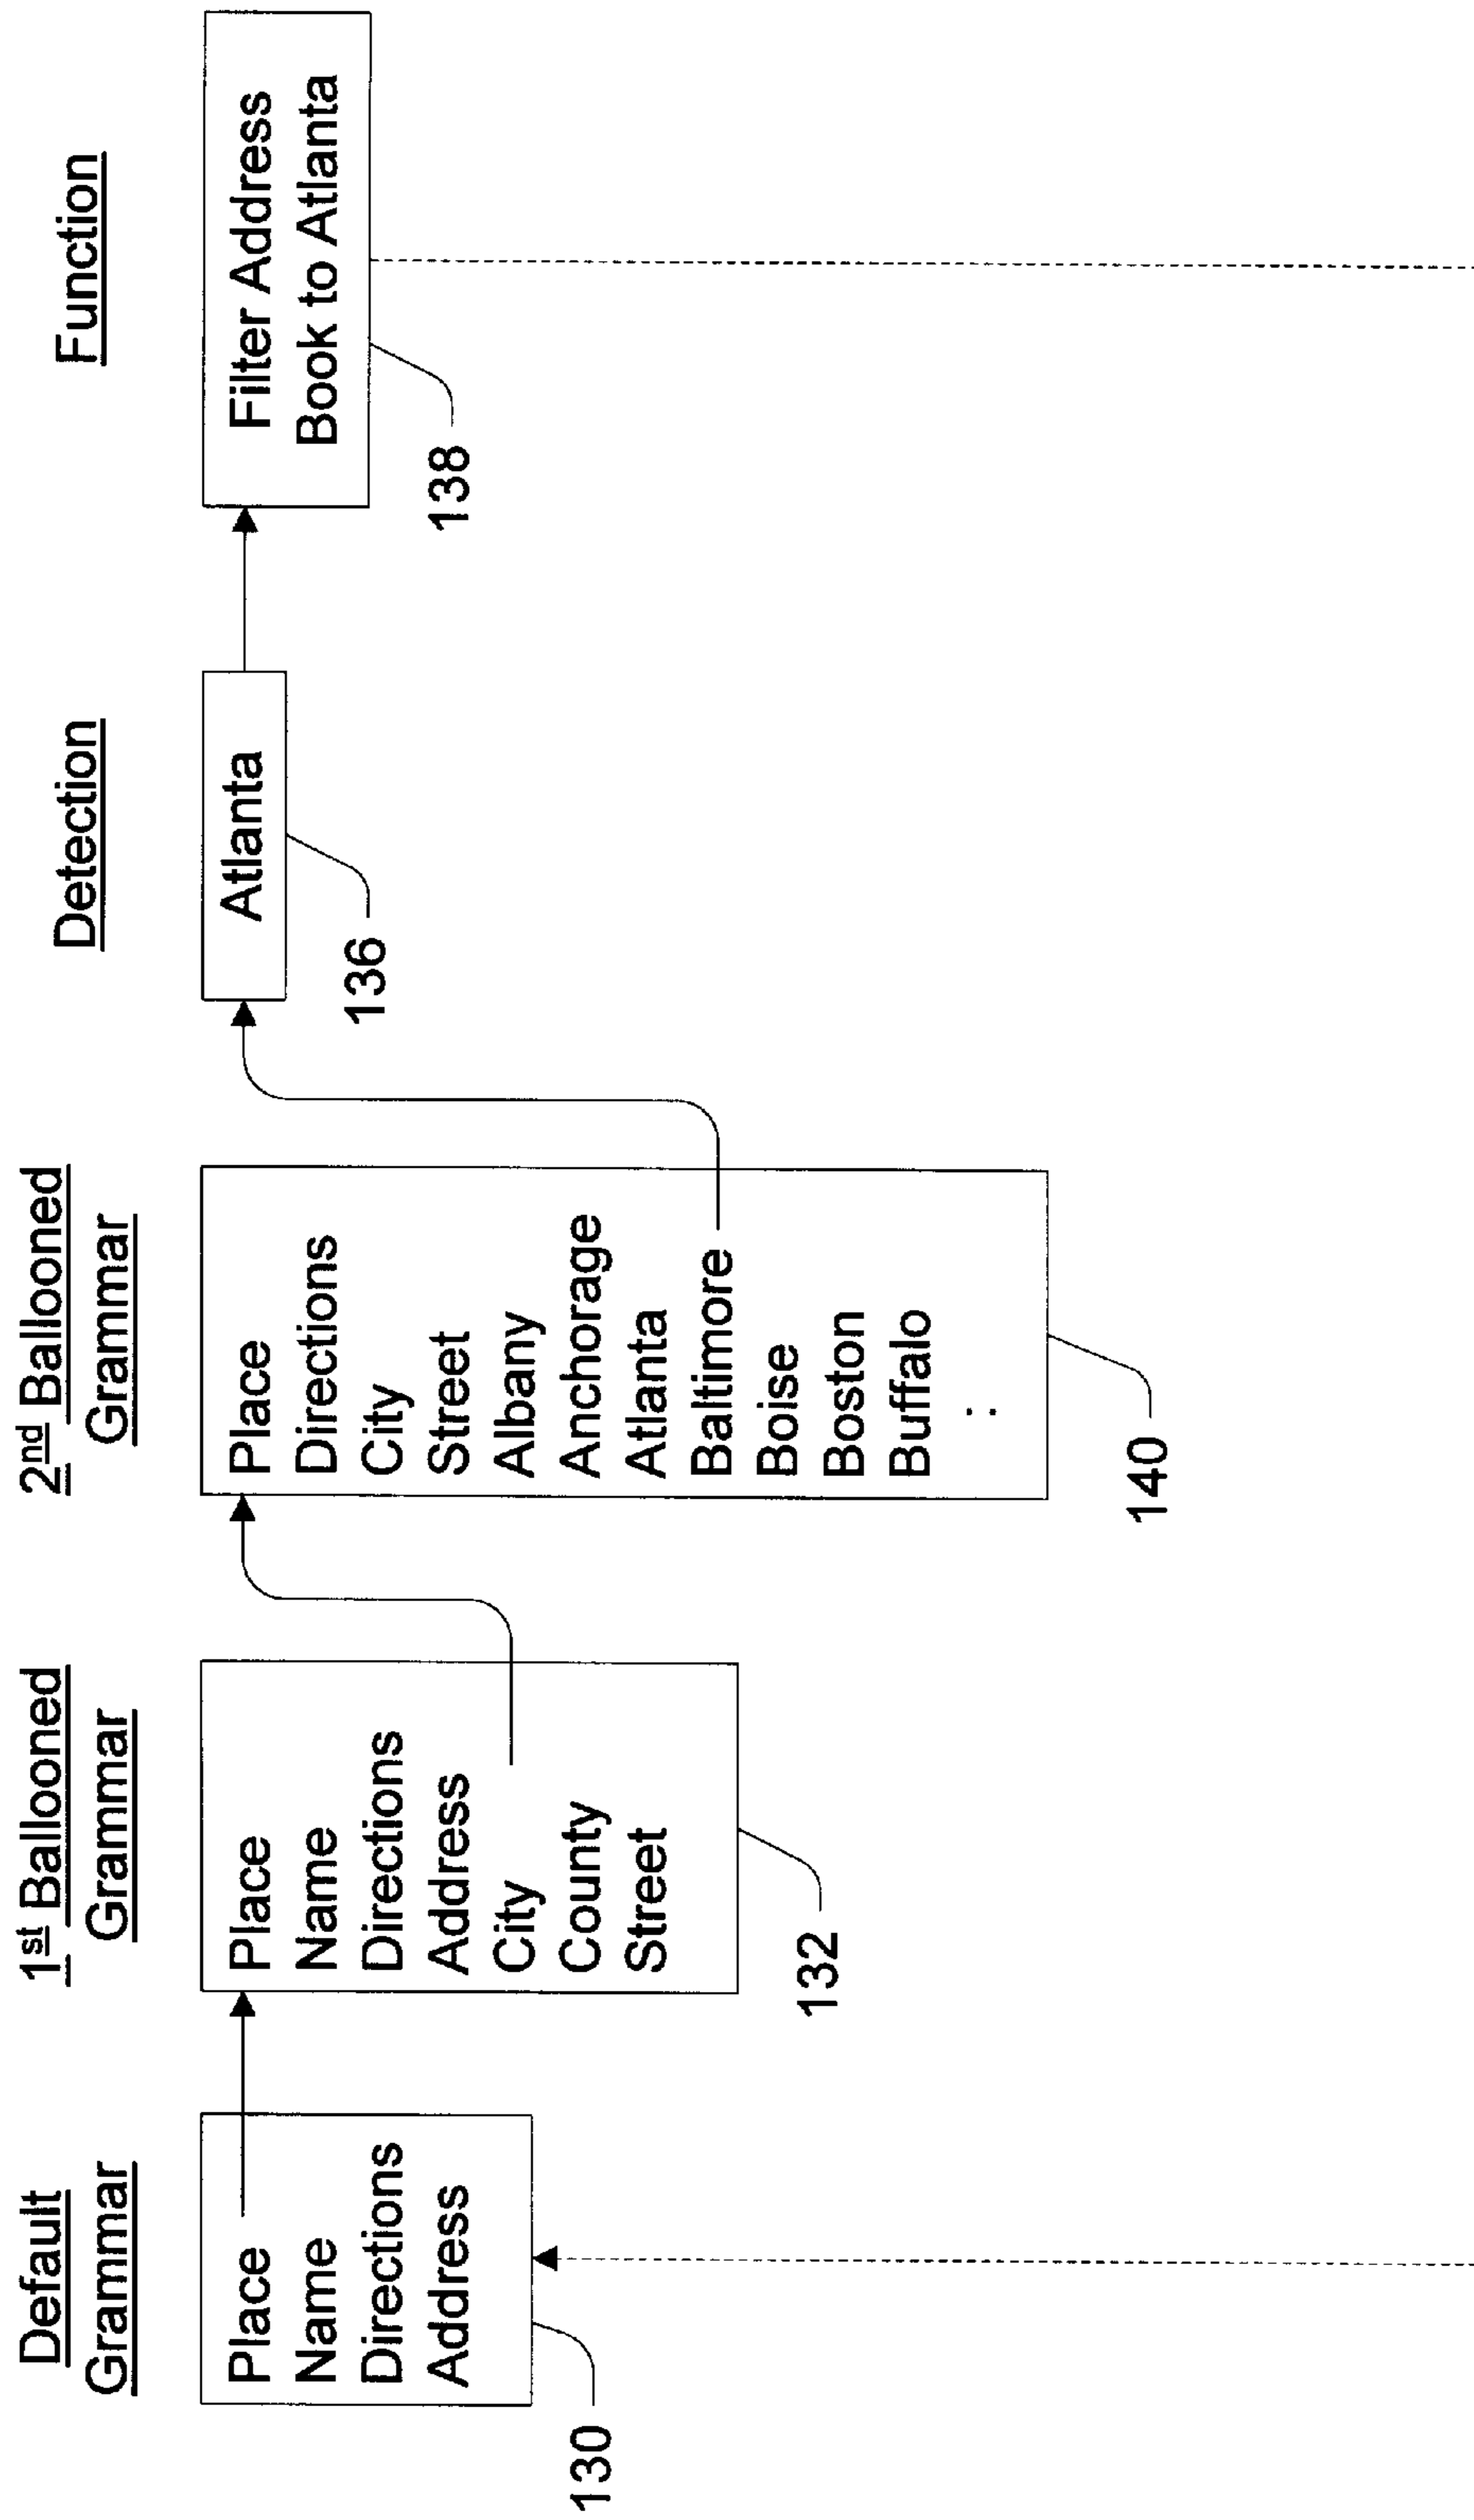 Default
Grammar
1st Ballooned
Grammar
2nd Ballooned
Grammar
Detection
Function
Place
Name
Directions
Address
130
Place
Name
Directions
Address
City
County
Street
132
Place
Directions
City
Street
Albany
Anchorage
Atlanta
Baltimore
Boise
Boston
Buffalo
:
140
Atlanta
136
Filter Address
Book to Atlanta
138